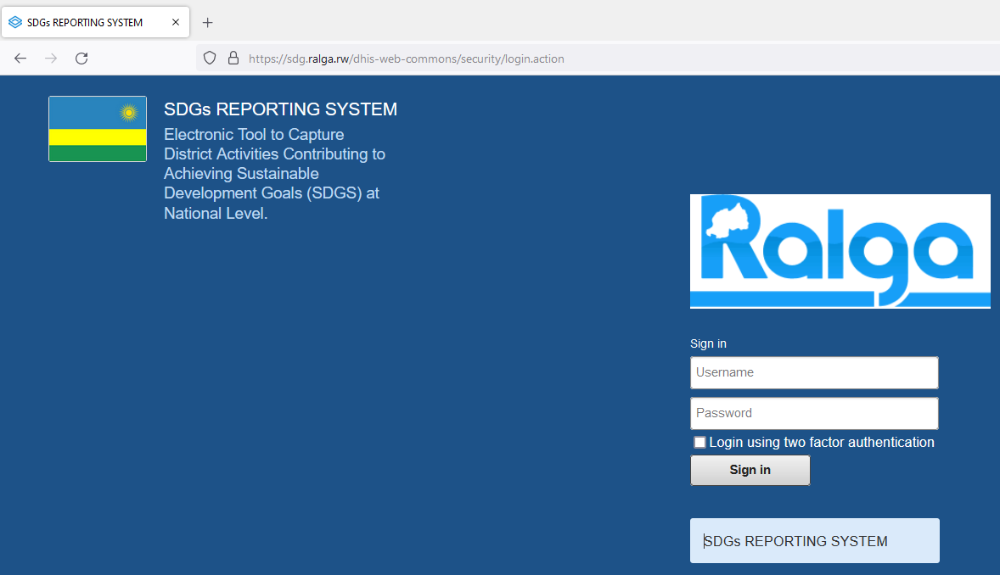 SDGs REPORTING SYSTEM
https://sdg.ralga.rw/dhis-web-commons/security/login.action
SDGs REPORTING SYSTEM
Electronic Tool to Capture
District Activities Contributing to
Achieving Sustainable
Development Goals (SDGS) at
National Level.
Ralga
Sign in
Username
Password
Login using two factor authentication
Sign in
SDGs REPORTING SYSTEM